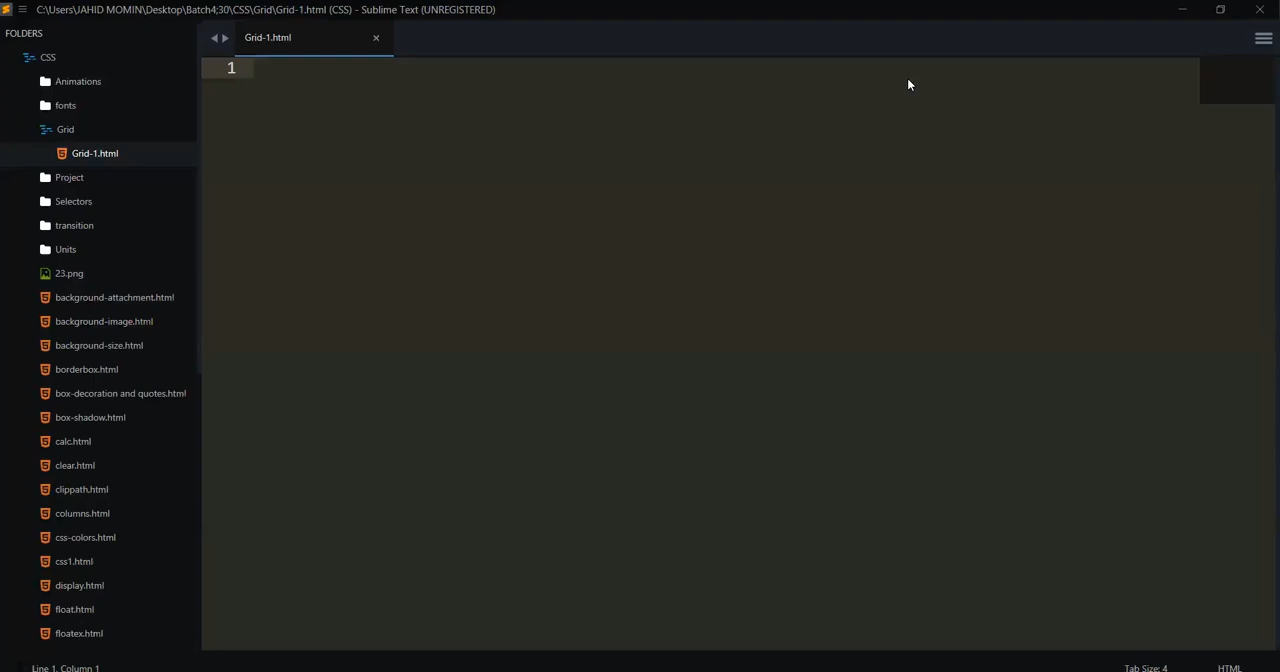 C:\Users\JAHID MOMIN\Desktop\Batch4;30\CSS\Grid\Grid-1.html (CSS) - Sublime Text (UNREGISTERED)
FOLDERS
Grid-1.html
CSS
1
Animations
fonts
Grid
Grid-1.html
Project
Selectors
transition
Units
23.png
background-attachment.html
background-image.html
background-size.html
borderbox.html
box-decoration and quotes.html
box-shadow.html
calc.html
clear.html
clippath.html
columns.html
css-colors.html
css1.html
display.html
float.html
floatex.html
Line 1, Column 1
Tab Size: 4
HTML